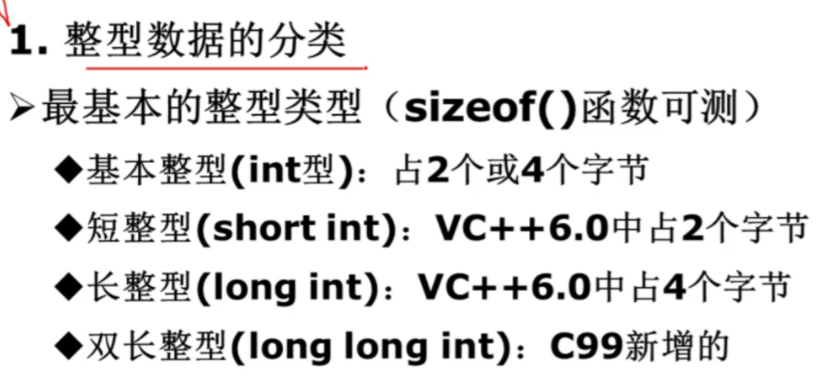 1. 整型数据的分类
➢最基本的整型类型（sizeof()函数可测）
◆基本整型(int型)：占2个或4个字节
◆短整型(short int)：VC++6.0中占2个字节
◆长整型(long int)：VC++6.0中占4个字节
◆双长整型(long long int)：C99新增的